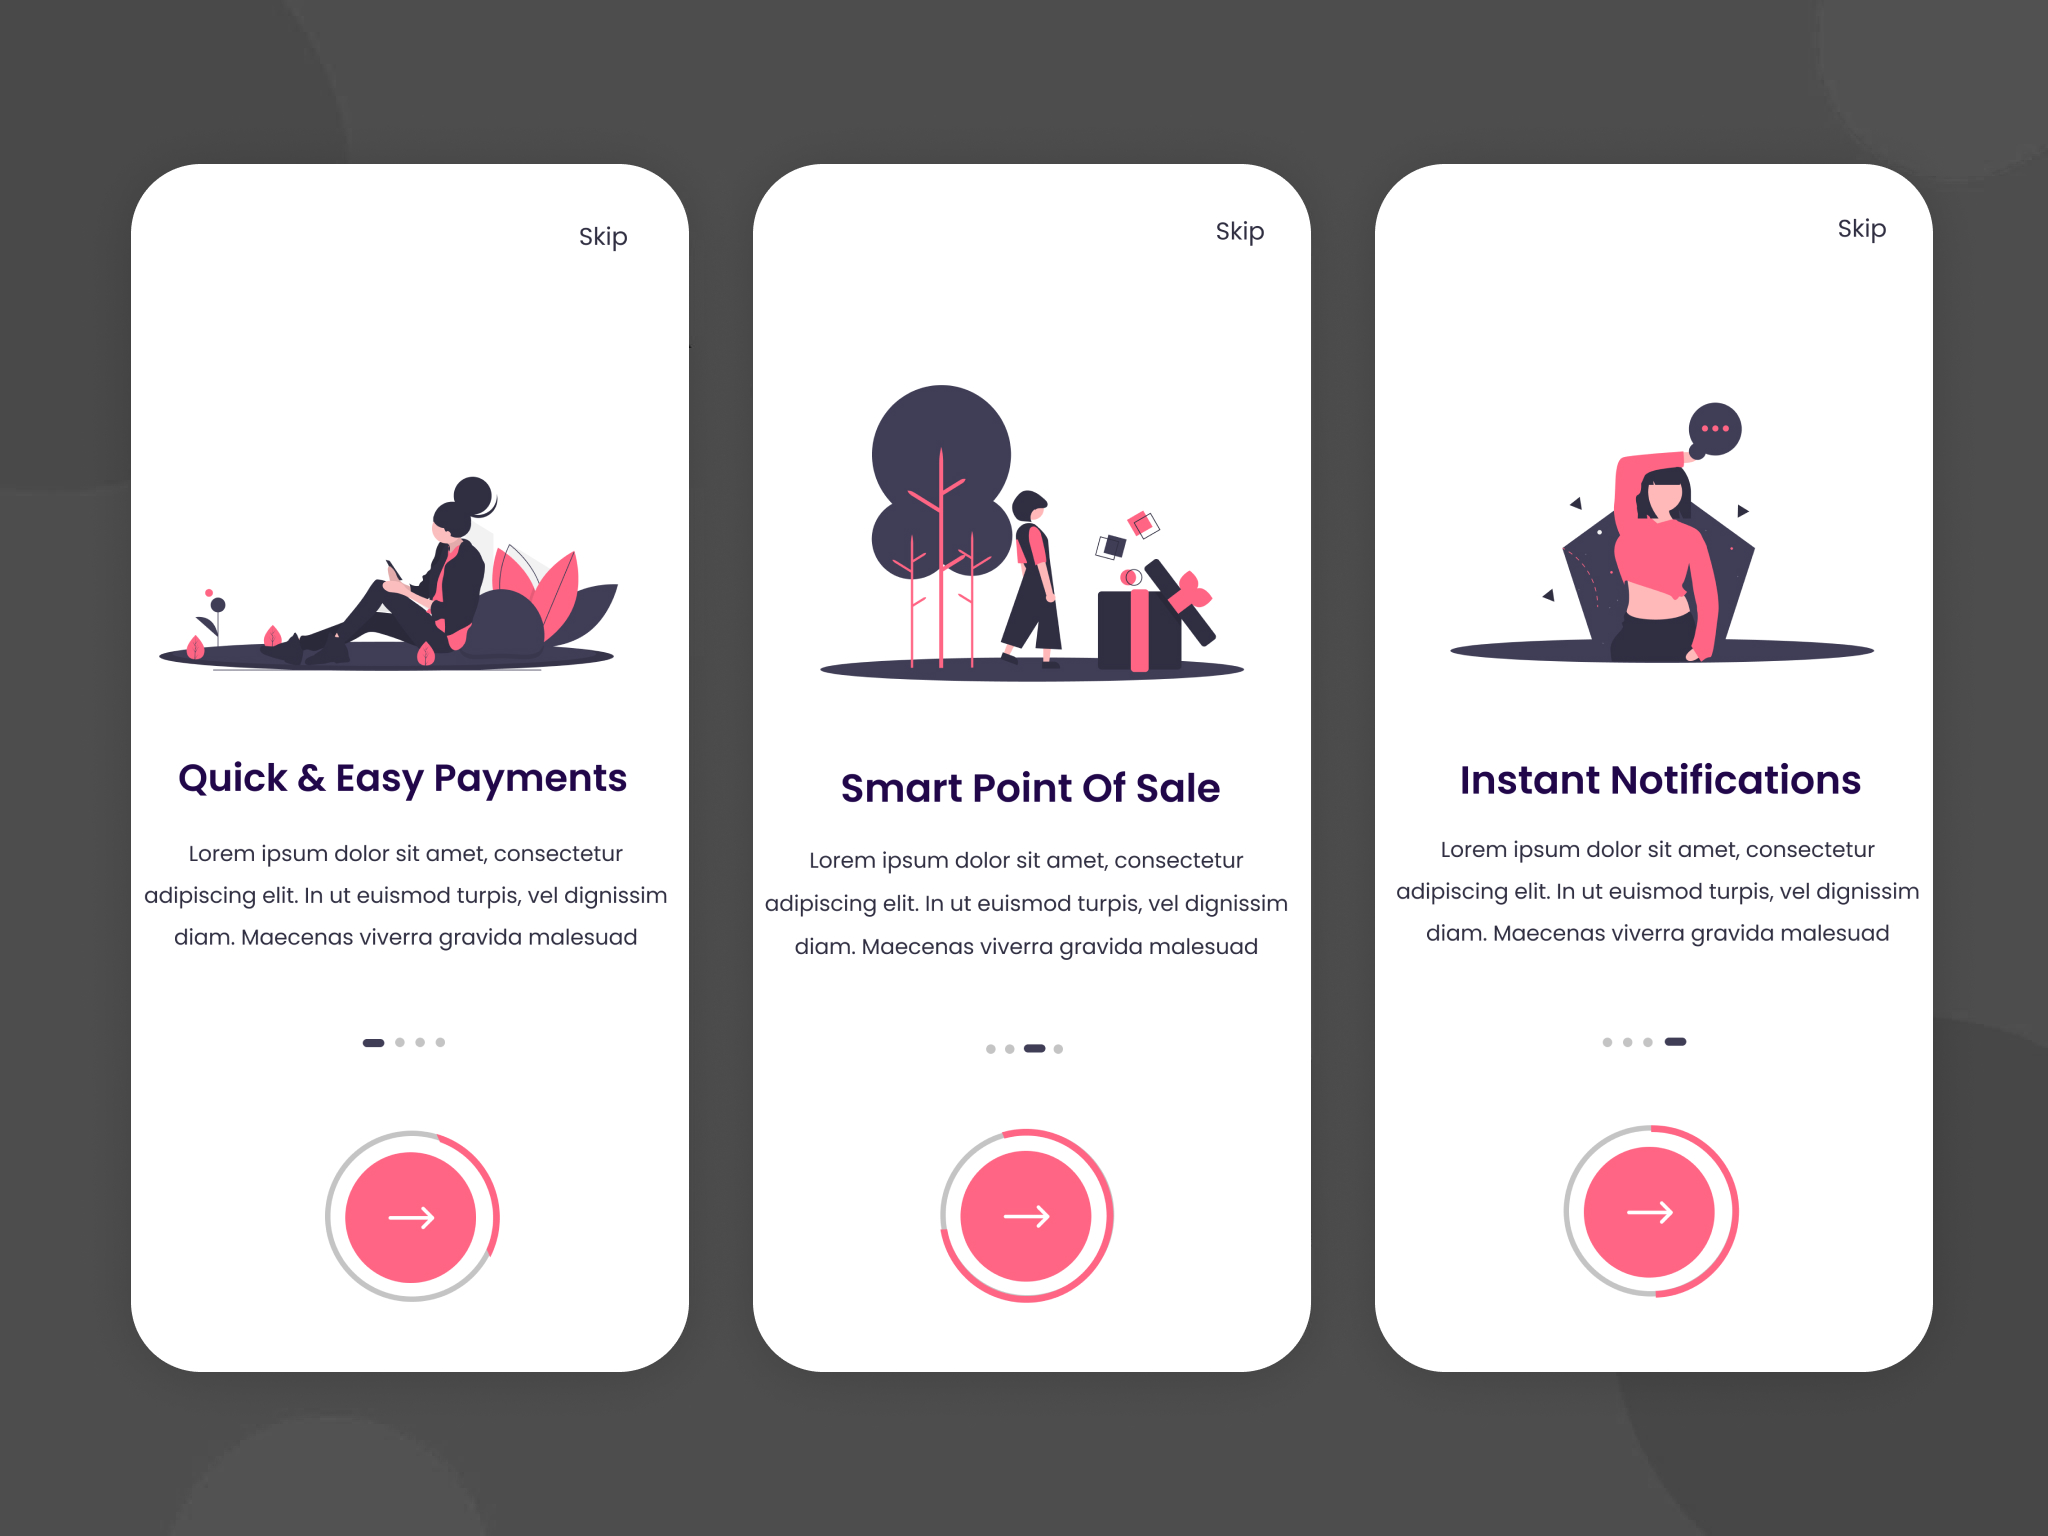 Skip
Quick & Easy Payments
Lorem ipsum dolor sit amet, consectetur
adipiscing elit. In ut euismod turpis, vel dignissim
diam. Maecenas viverra gravida malesuad
Skip
Smart Point Of Sale
Lorem ipsum dolor sit amet, consectetur
adipiscing elit. In ut euismod turpis, vel dignissim
diam. Maecenas viverra gravida malesuad
Skip
Instant Notifications
Lorem ipsum dolor sit amet, consectetur
adipiscing elit. In ut euismod turpis, vel dignissim
diam. Maecenas viverra gravida malesuad